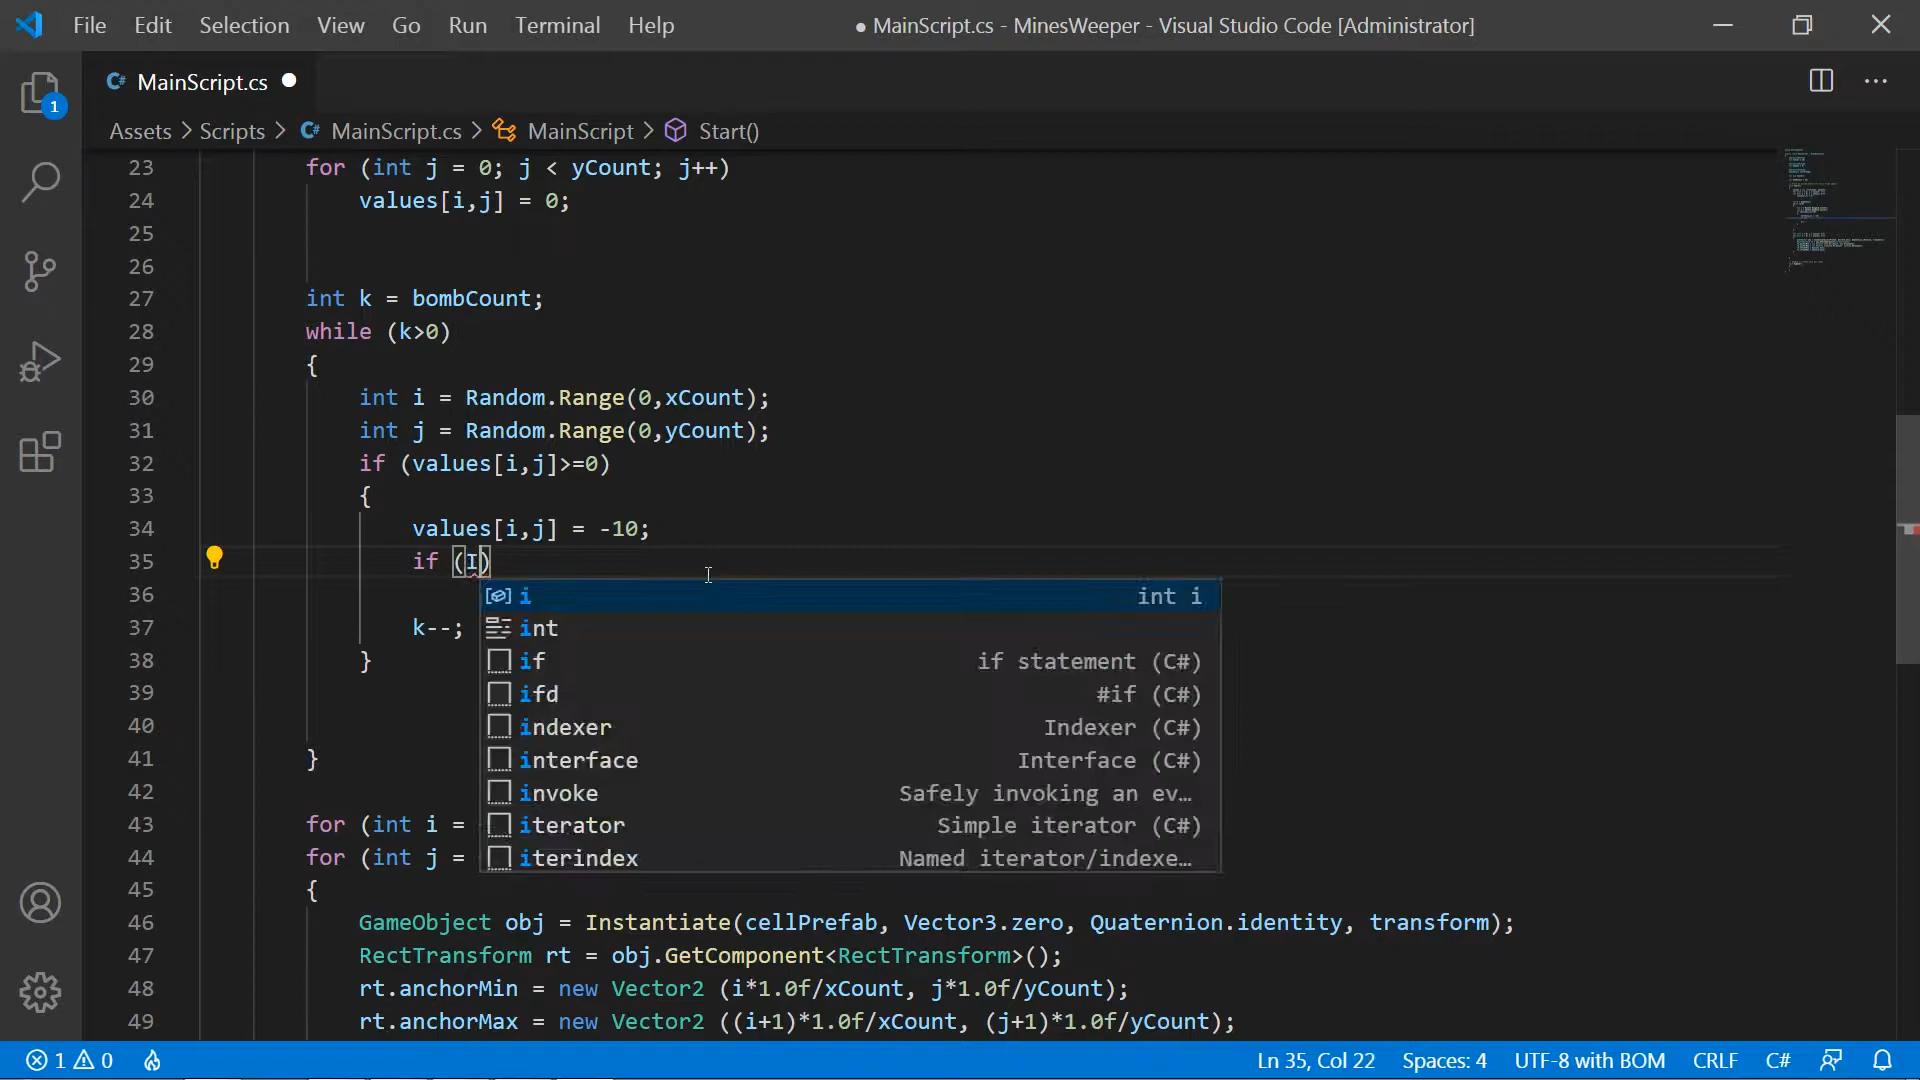 File Edit Selection View Go Run Terminal Help ● MainScript.cs - MinesWeeper - Visual Studio Code [Administrator]
1
C# MainScript.cs ●
Assets > Scripts > C# MainScript.cs > MainScript > Start()
23 for (int j = 0; j < yCount; j++)
24 values[i,j] = 0;
25
26
27 int k = bombCount;
28 while (k>0)
29 {
30 int i = Random.Range(0,xCount);
31 int j = Random.Range(0,yCount);
32 if (values[i,j]>=0)
33 {
34 values[i,j] = -10;
35 if (I)
36 i int i
37 k--; int
38 } if if statement (C#)
39 ifd #if (C#)
40 indexer Indexer (C#)
41 } interface Interface (C#)
42 invoke Safely invoking an ev…
43 for (int i = iterator Simple iterator (C#)
44 for (int j = iterindex Named iterator/indexe…
45 {
46 GameObject obj = Instantiate(cellPrefab, Vector3.zero, Quaternion.identity, transform);
47 RectTransform rt = obj.GetComponent<RectTransform>();
48 rt.anchorMin = new Vector2 (i*1.0f/xCount, j*1.0f/yCount);
49 rt.anchorMax = new Vector2 ((i+1)*1.0f/xCount, (j+1)*1.0f/yCount);
1 0 Ln 35, Col 22 Spaces: 4 UTF-8 with BOM CRLF C#